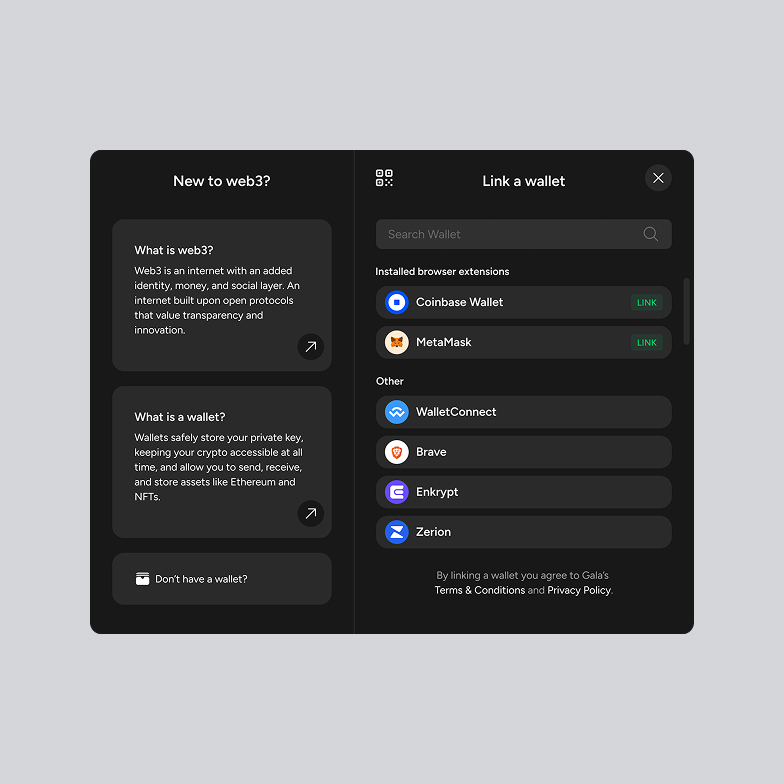 New to web3?
What is web3?
Web3 is an internet with an added
identity, money, and social layer. An
internet built upon open protocols
that value transparency and
innovation.
What is a wallet?
Wallets safely store your private key,
keeping your crypto accessible at all
time, and allow you to send, receive,
and store assets like Ethereum and
NFTs.
Don't have a wallet?
Link a wallet
Search Wallet
Installed browser extensions
Coinbase Wallet LINK
MetaMask LINK
Other
WalletConnect
Brave
Enkrypt
Zerion
By linking a wallet you agree to Gala's
Terms & Conditions and Privacy Policy.